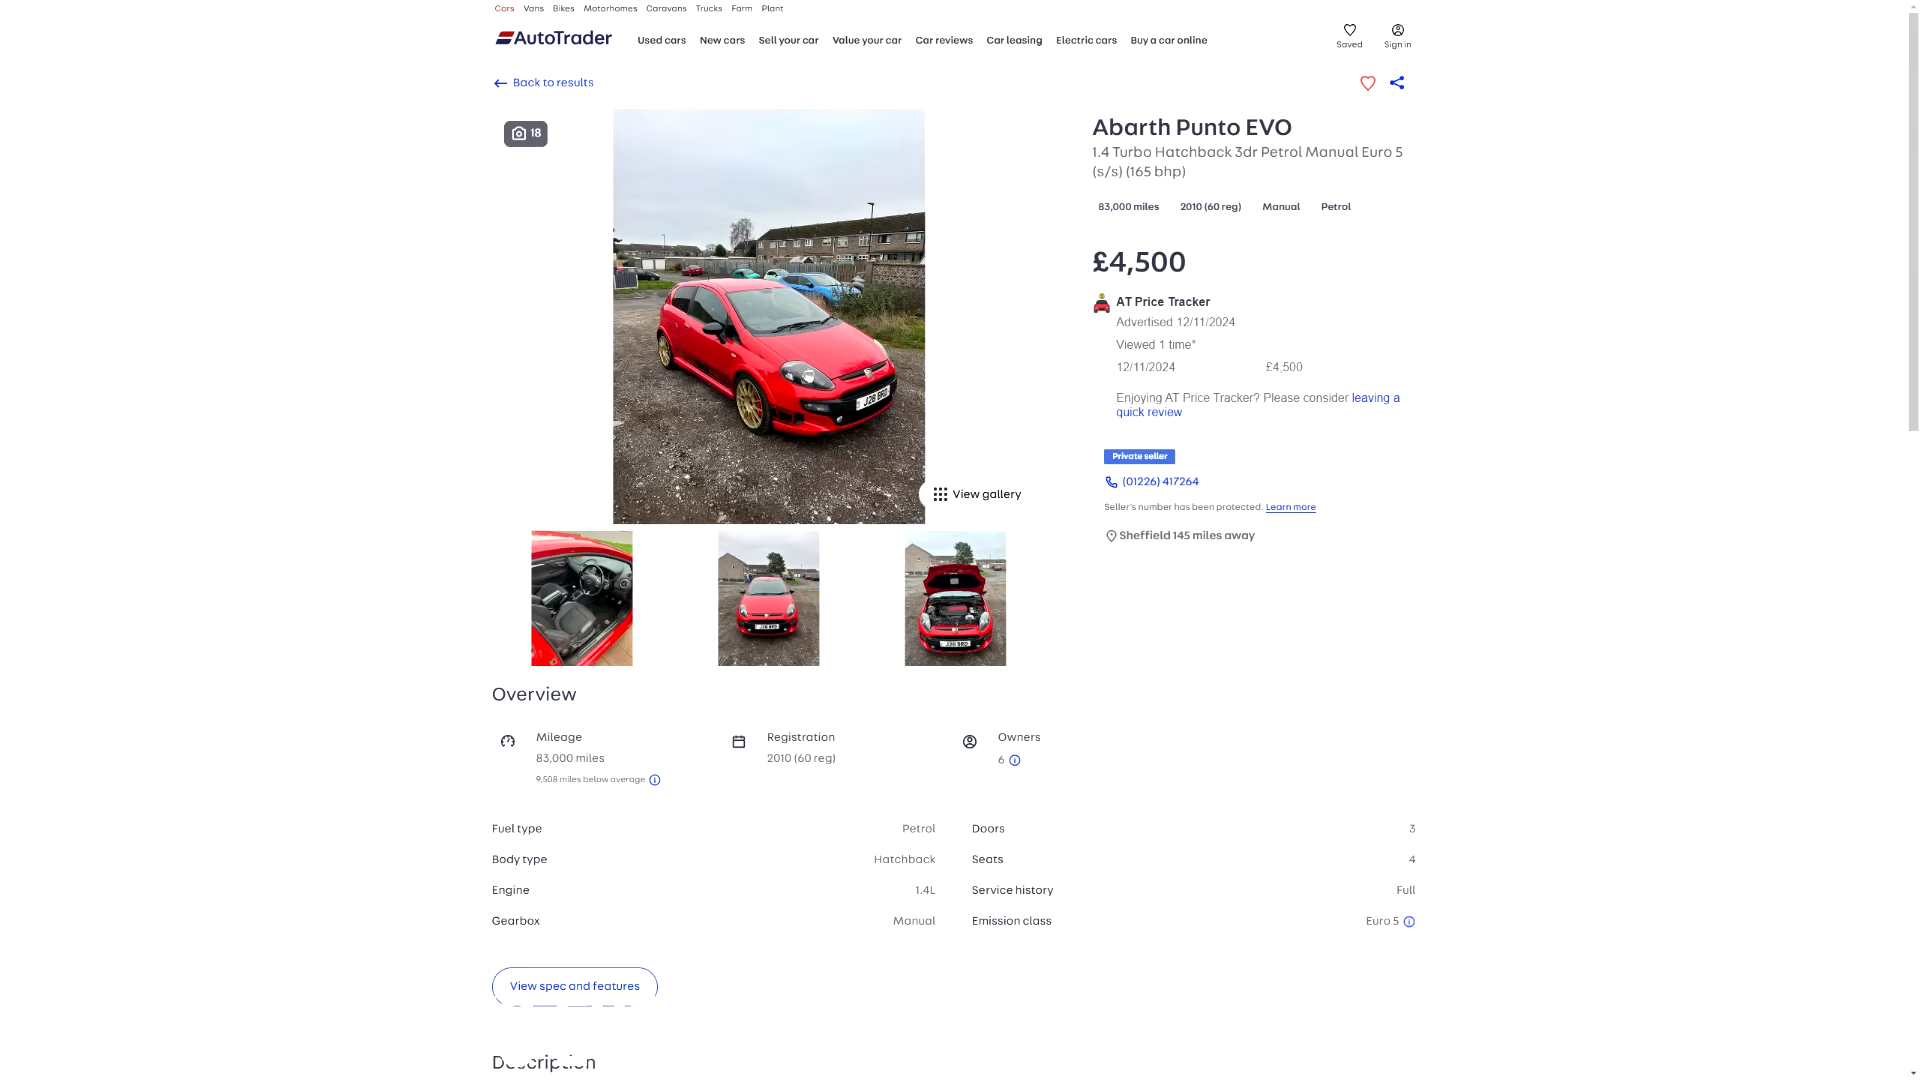 Cars Vans Bikes Motorhomes Caravans Trucks Farm Plant
AutoTrader Used cars New cars Sell your car Value your car Car reviews Car leasing Electric cars Buy a car online Saved Sign in
Back to results
18
View gallery
Abarth Punto EVO
1.4 Turbo Hatchback 3dr Petrol Manual Euro 5
(s/s) (165 bhp)
83,000 miles 2010 (60 reg) Manual Petrol
£4,500
AT Price Tracker
Advertised 12/11/2024
Viewed 1 time*
12/11/2024 £4,500
Enjoying AT Price Tracker? Please consider leaving a
quick review
Private seller
(01226) 417264
Seller's number has been protected. Learn more
Sheffield 145 miles away
Overview
Mileage Registration Owners
83,000 miles 2010 (60 reg) 6
9,508 miles below average
Fuel type Petrol Doors 3
Body type Hatchback Seats 4
Engine 1.4L Service history Full
Gearbox Manual Emission class Euro 5
View spec and features
Description